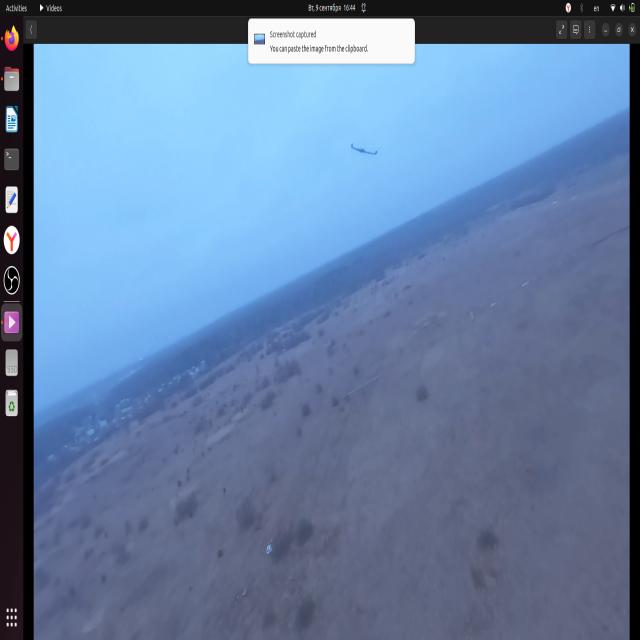 Activities
Videos
Вт, 9 сентября 16:44
en
Screenshot captured
You can paste the image from the clipboard.